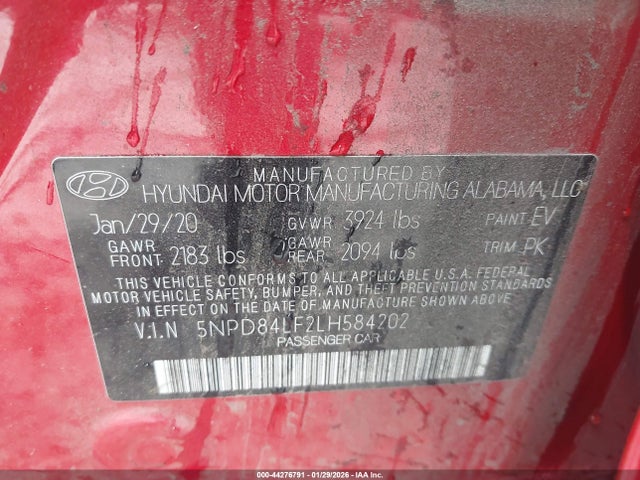 MANUFACTURED BY
HYUNDAI MOTOR MANUFACTURING ALABAMA, LLC
Jan/29/20 GVWR 3924 lbs PAINT EV
GAWR FRONT 2183 lbs GAWR REAR 2094 lbs TRIM PK
THIS VEHICLE CONFORMS TO ALL APPLICABLE U.S.A. FEDERAL
MOTOR VEHICLE SAFETY, BUMPER, AND THEFT PREVENTION STANDARDS
IN EFFECT ON THE DATE OF MANUFACTURE SHOWN ABOVE.
V.I.N 5NPD84LF2LH584202
PASSENGER CAR
000-44276791 - 01/29/2026 - IAA Inc.